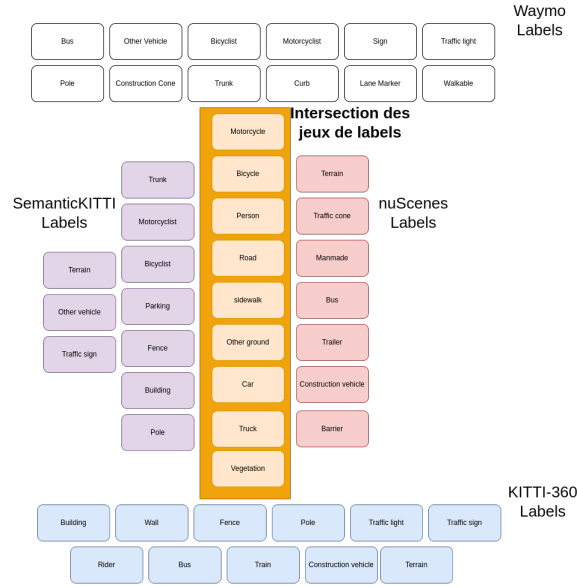 Waymo
Labels
Bus
Other Vehicle
Bicyclist
Motorcyclist
Sign
Traffic light
Pole
Construction Cone
Trunk
Curb
Lane Marker
Walkable
Intersection des
jeux de labels
Motorcycle
Bicycle
Person
Road
sidewalk
Other ground
Car
Truck
Vegetation
SemanticKITTI
Labels
Trunk
Motorcyclist
Bicyclist
Parking
Fence
Building
Pole
Terrain
Other vehicle
Traffic sign
nuScenes
Labels
Terrain
Traffic cone
Manmade
Bus
Trailer
Construction vehicle
Barrier
KITTI-360
Labels
Building
Wall
Fence
Pole
Traffic light
Traffic sign
Rider
Bus
Train
Construction vehicle
Terrain